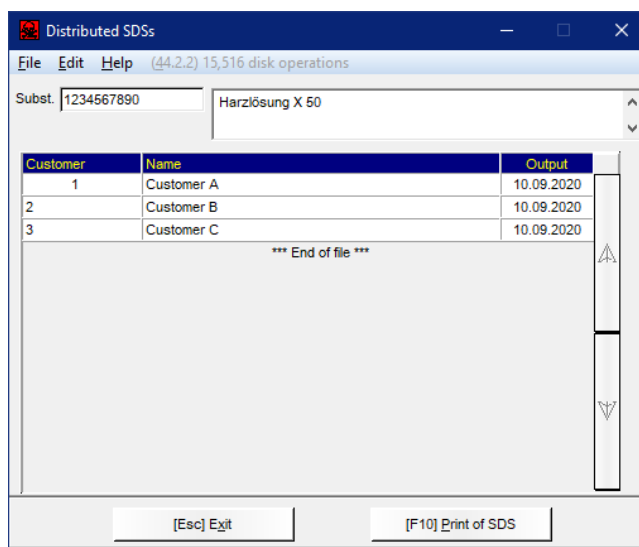 Distributed SDSs
File Edit Help (44.2.2) 15,516 disk operations
Subst. 1234567890 Harzlösung X 50
Customer Name Output
1 Customer A 10.09.2020
2 Customer B 10.09.2020
3 Customer C 10.09.2020
*** End of file ***
[Esc] Exit [F10] Print of SDS